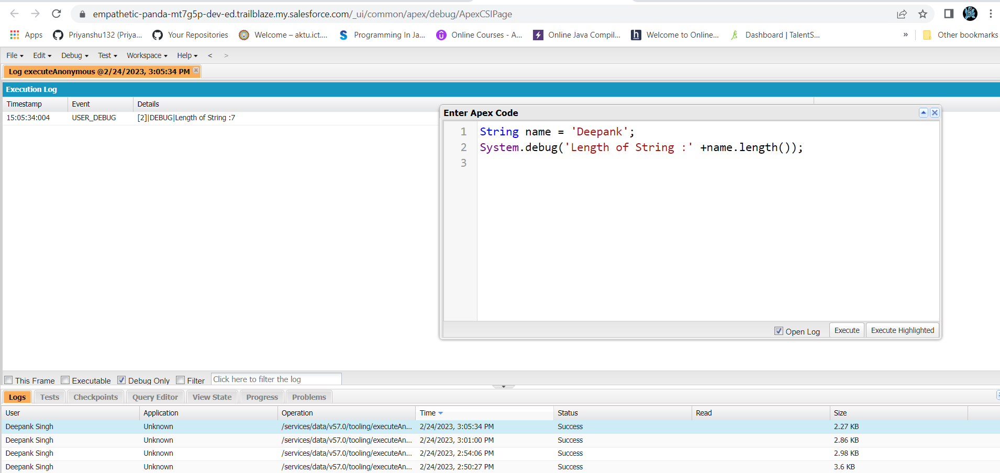 empathetic-panda-mt7g5p-dev-ed.trailblaze.my.salesforce.com/_ui/common/apex/debug/ApexCSIPage
Apps Priyanshu132 (Priya... Your Repositories Welcome – aktu.ict.... Programming In Ja... Online Courses - A... Online Java Compil... Welcome to Online... Dashboard | TalentS... » Other bookmarks
File Edit Debug Test Workspace Help < >
Log executeAnonymous @2/24/2023, 3:05:34 PM
Execution Log
Timestamp Event Details
15:05:34:004 USER_DEBUG [2]|DEBUG|Length of String :7
Enter Apex Code
1 String name = 'Deepank';
2 System.debug('Length of String :' +name.length());
3
Open Log Execute Execute Highlighted
This Frame Executable Debug Only Filter Click here to filter the log
Logs Tests Checkpoints Query Editor View State Progress Problems
User Application Operation Time Status Read Size
Deepank Singh Unknown /services/data/v57.0/tooling/executeAn... 2/24/2023, 3:05:34 PM Success 2.27 KB
Deepank Singh Unknown /services/data/v57.0/tooling/executeAn... 2/24/2023, 3:01:00 PM Success 2.86 KB
Deepank Singh Unknown /services/data/v57.0/tooling/executeAn... 2/24/2023, 2:54:06 PM Success 2.98 KB
Deepank Singh Unknown /services/data/v57.0/tooling/executeAn... 2/24/2023, 2:50:27 PM Success 3.6 KB